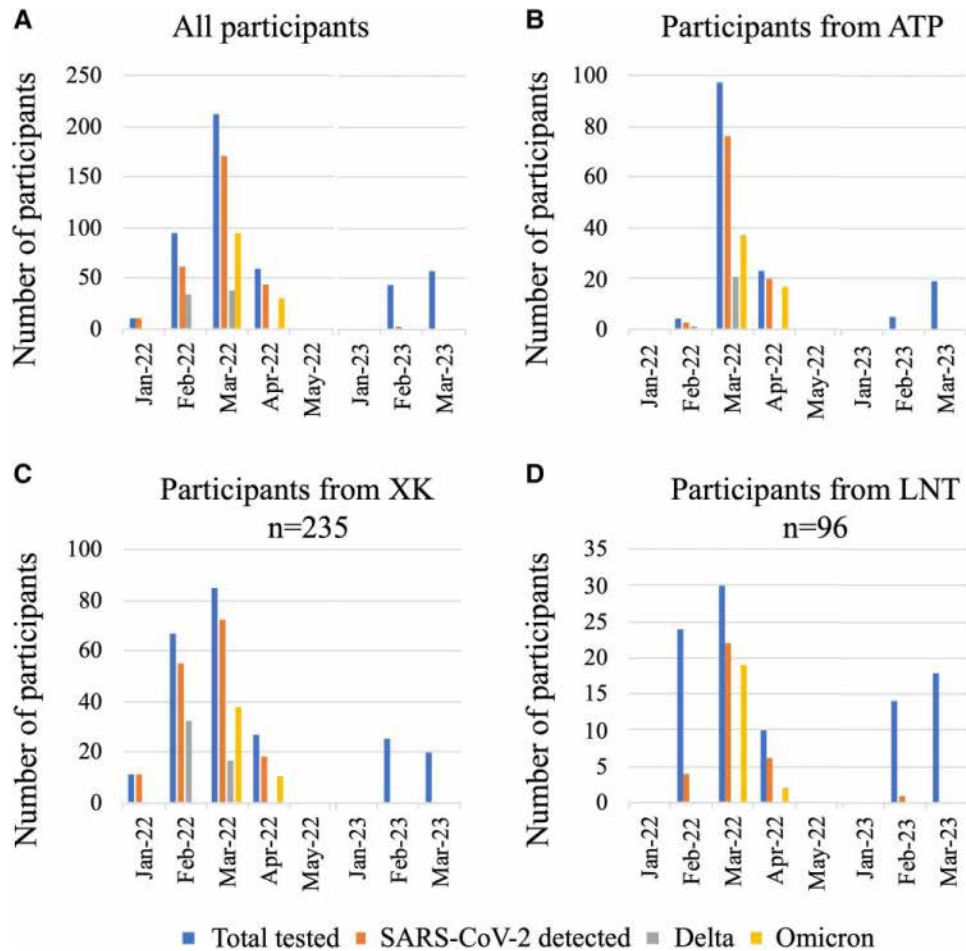 A
All participants
Number of participants
250
200
150
100
50
0
Jan-22
Feb-22
Mar-22
Apr-22
May-22
Jan-23
Feb-23
Mar-23
B
Participants from ATP
Number of participants
100
80
60
40
20
0
Jan-22
Feb-22
Mar-22
Apr-22
May-22
Jan-23
Feb-23
Mar-23
C
Participants from XK
n=235
Number of participants
100
80
60
40
20
0
Jan-22
Feb-22
Mar-22
Apr-22
May-22
Jan-23
Feb-23
Mar-23
D
Participants from LNT
n=96
Number of participants
35
30
25
20
15
10
5
0
Jan-22
Feb-22
Mar-22
Apr-22
May-22
Jan-23
Feb-23
Mar-23
Total tested SARS-CoV-2 detected Delta Omicron